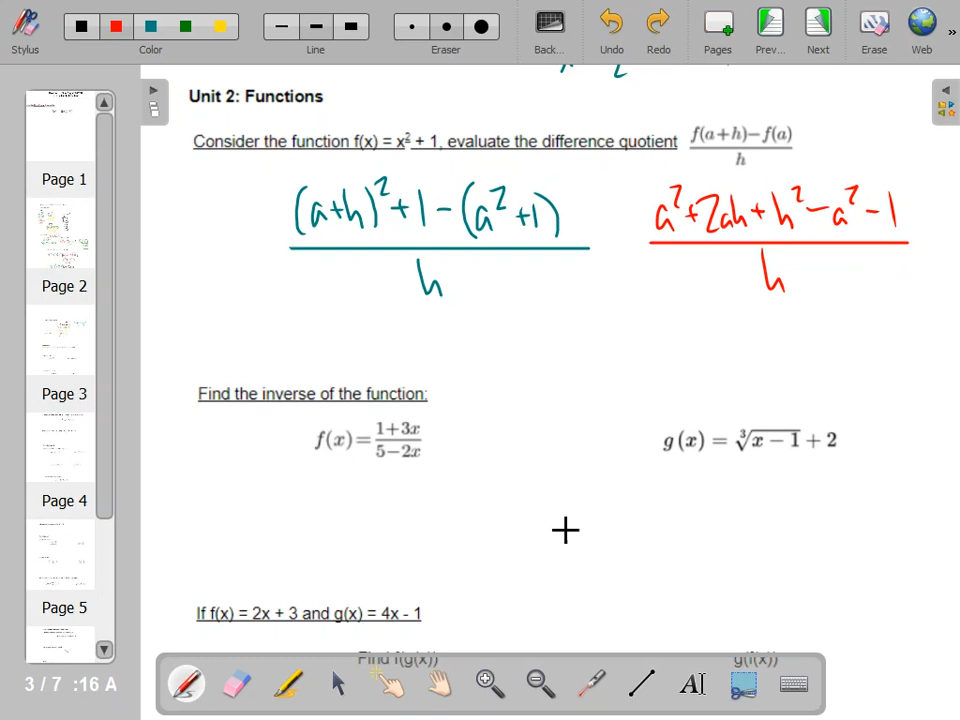 Stylus
Color
Line
Eraser
Back...
Undo
Redo
Pages
Prev...
Next
Erase
Web
»
Unit 2: Functions
Consider the function f(x) = x² + 1, evaluate the difference quotient f(a+h)−f(a) / h
(a+h)² + 1 − (a² + 1) / h
a² + 2ah + h² − a² − 1 / h
Page 1
Page 2
Page 3
Page 4
Page 5
Find the inverse of the function:
f(x) = 1+3x / 5−2x
g(x) = ∛x − 1 + 2
If f(x) = 2x + 3 and g(x) = 4x - 1
Find f(g(x))
g(f(x))
3 / 7 :16 A
AI